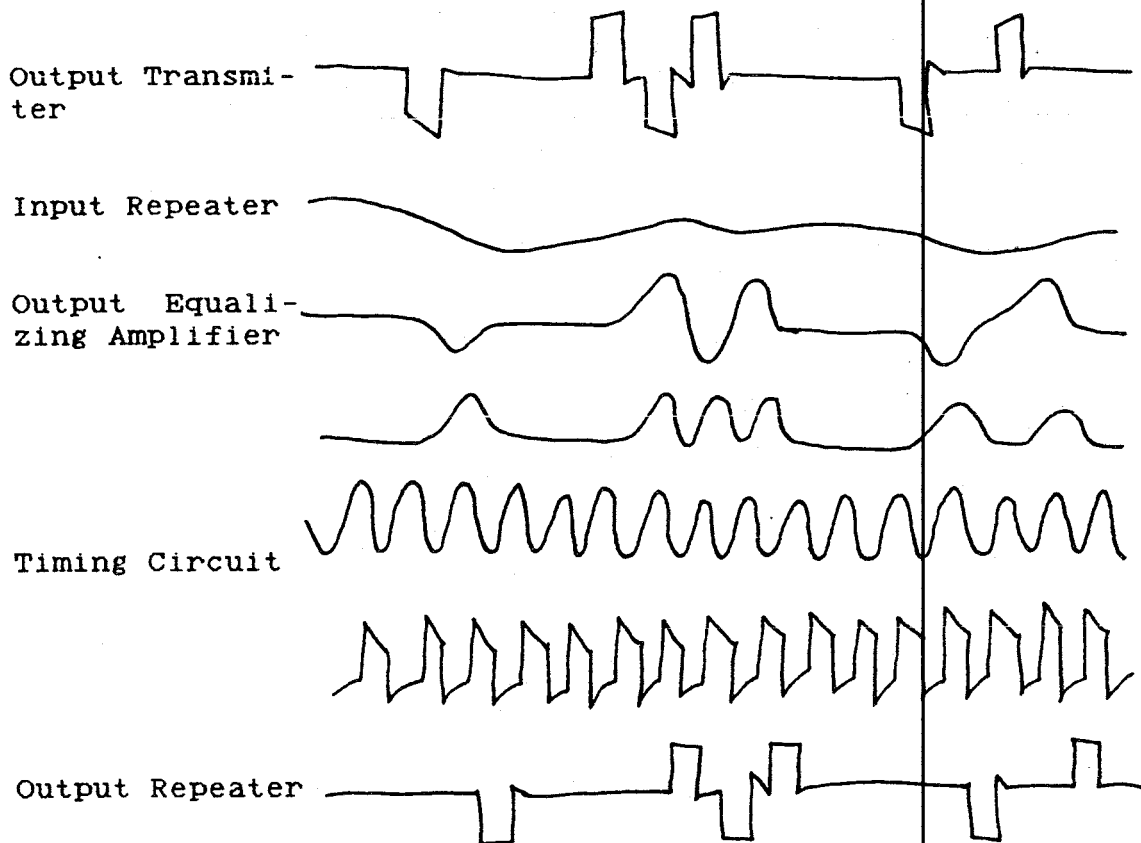 Output Transmi-
ter
Input Repeater
Output Equali-
zing Amplifier
Timing Circuit
Output Repeater